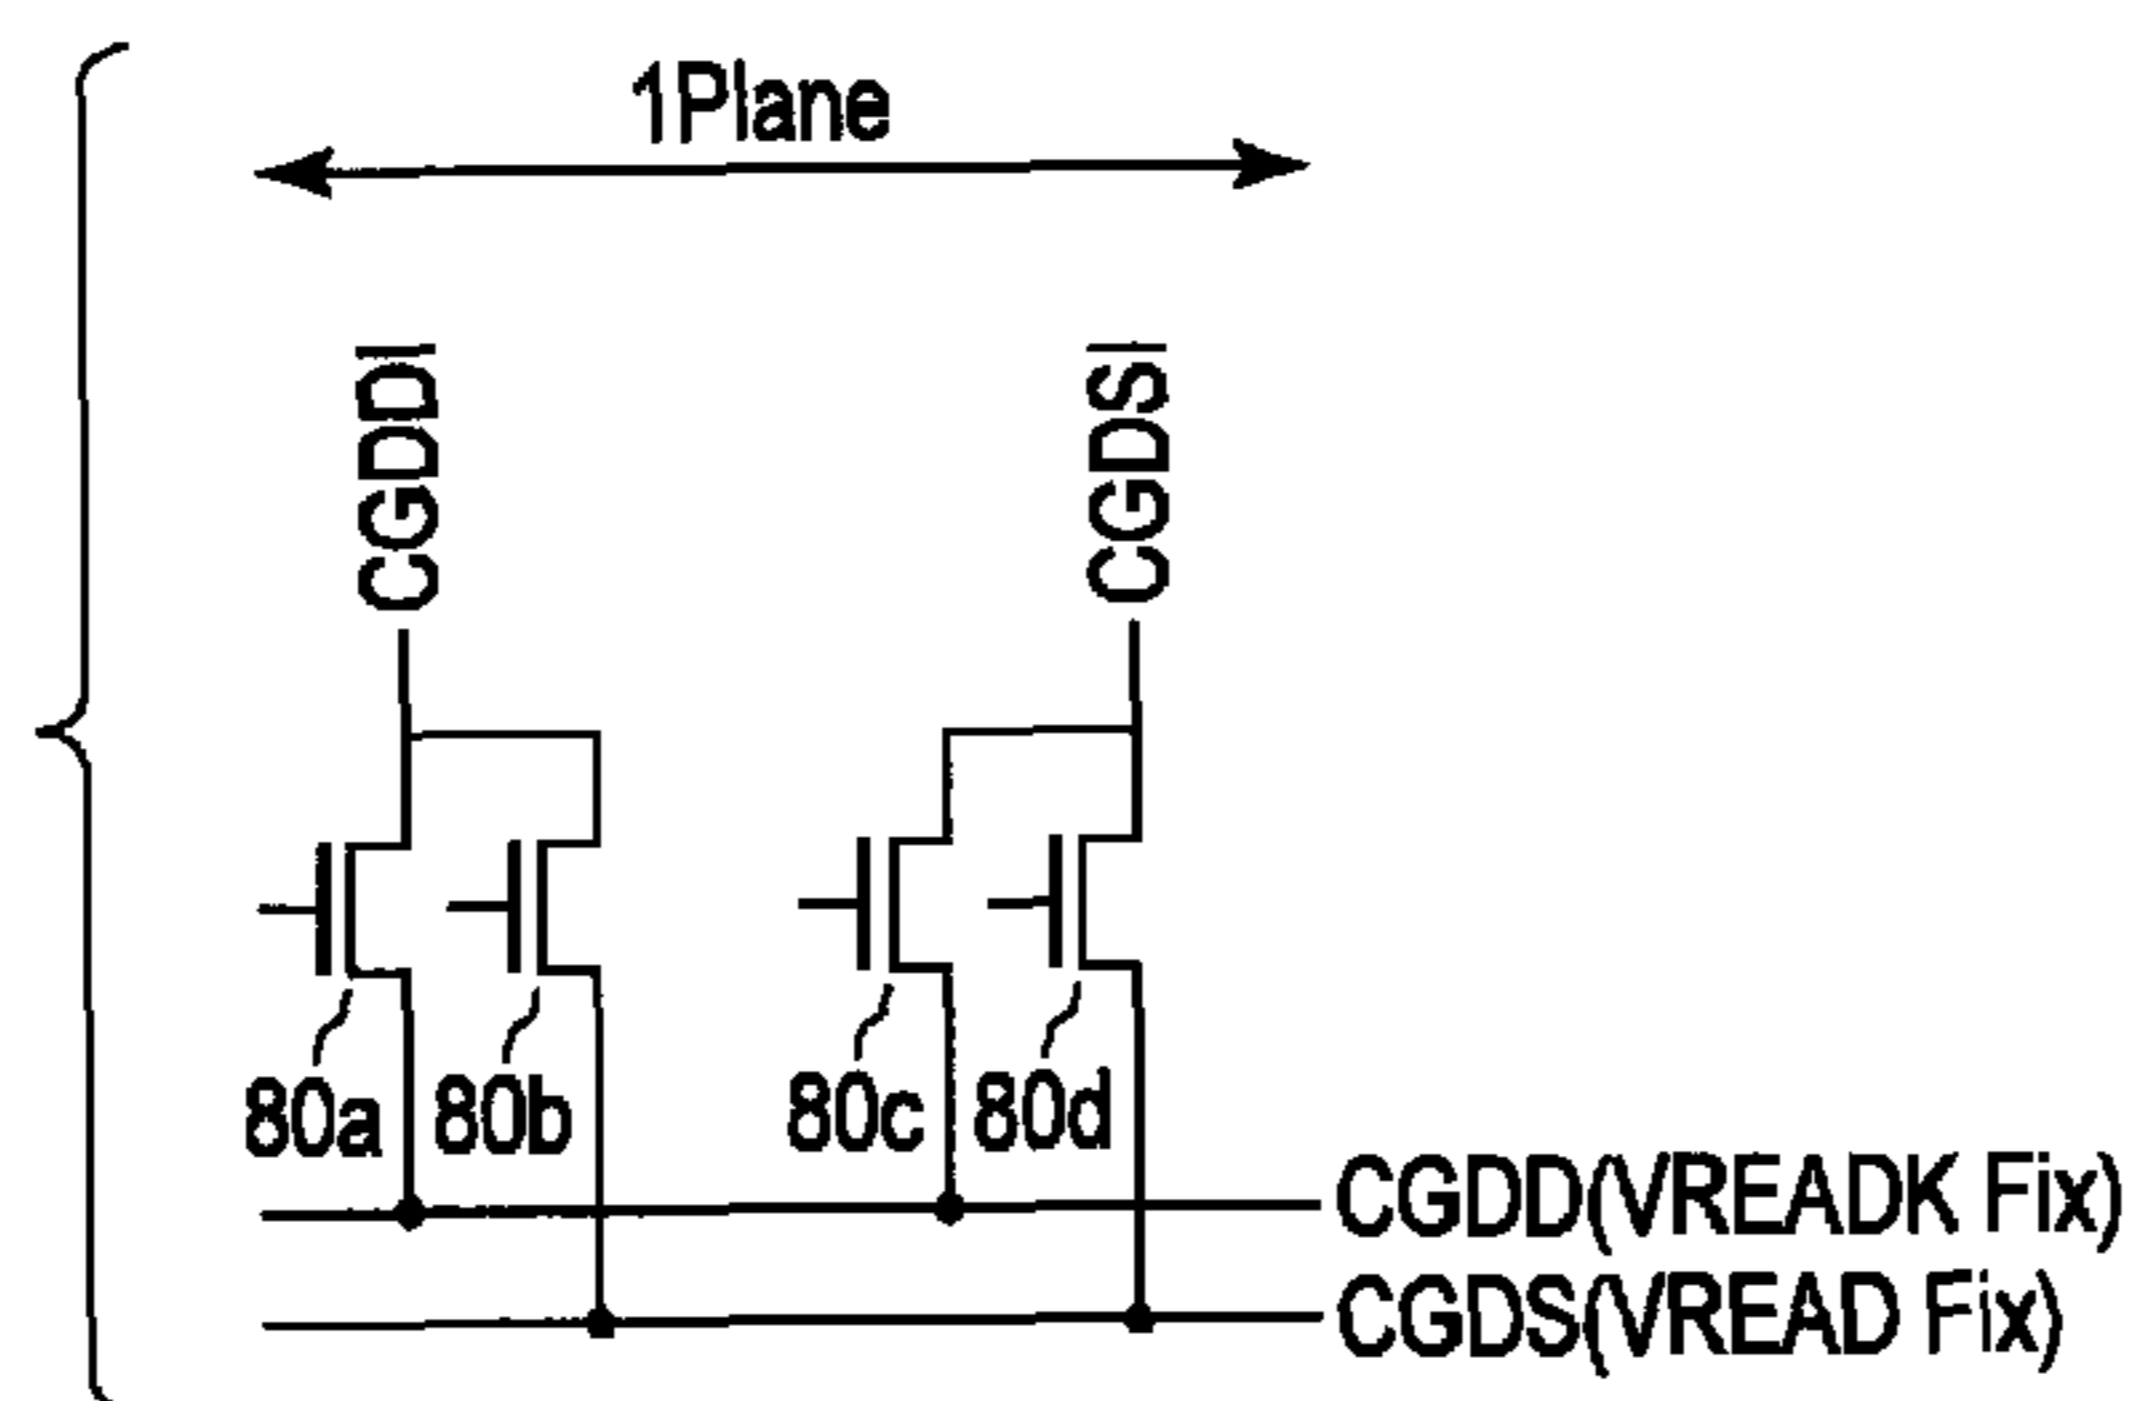 1Plane
CGDDI
CGDSI
80a
80b
80c
80d
CGDD(VREADK Fix)
CGDS(VREAD Fix)